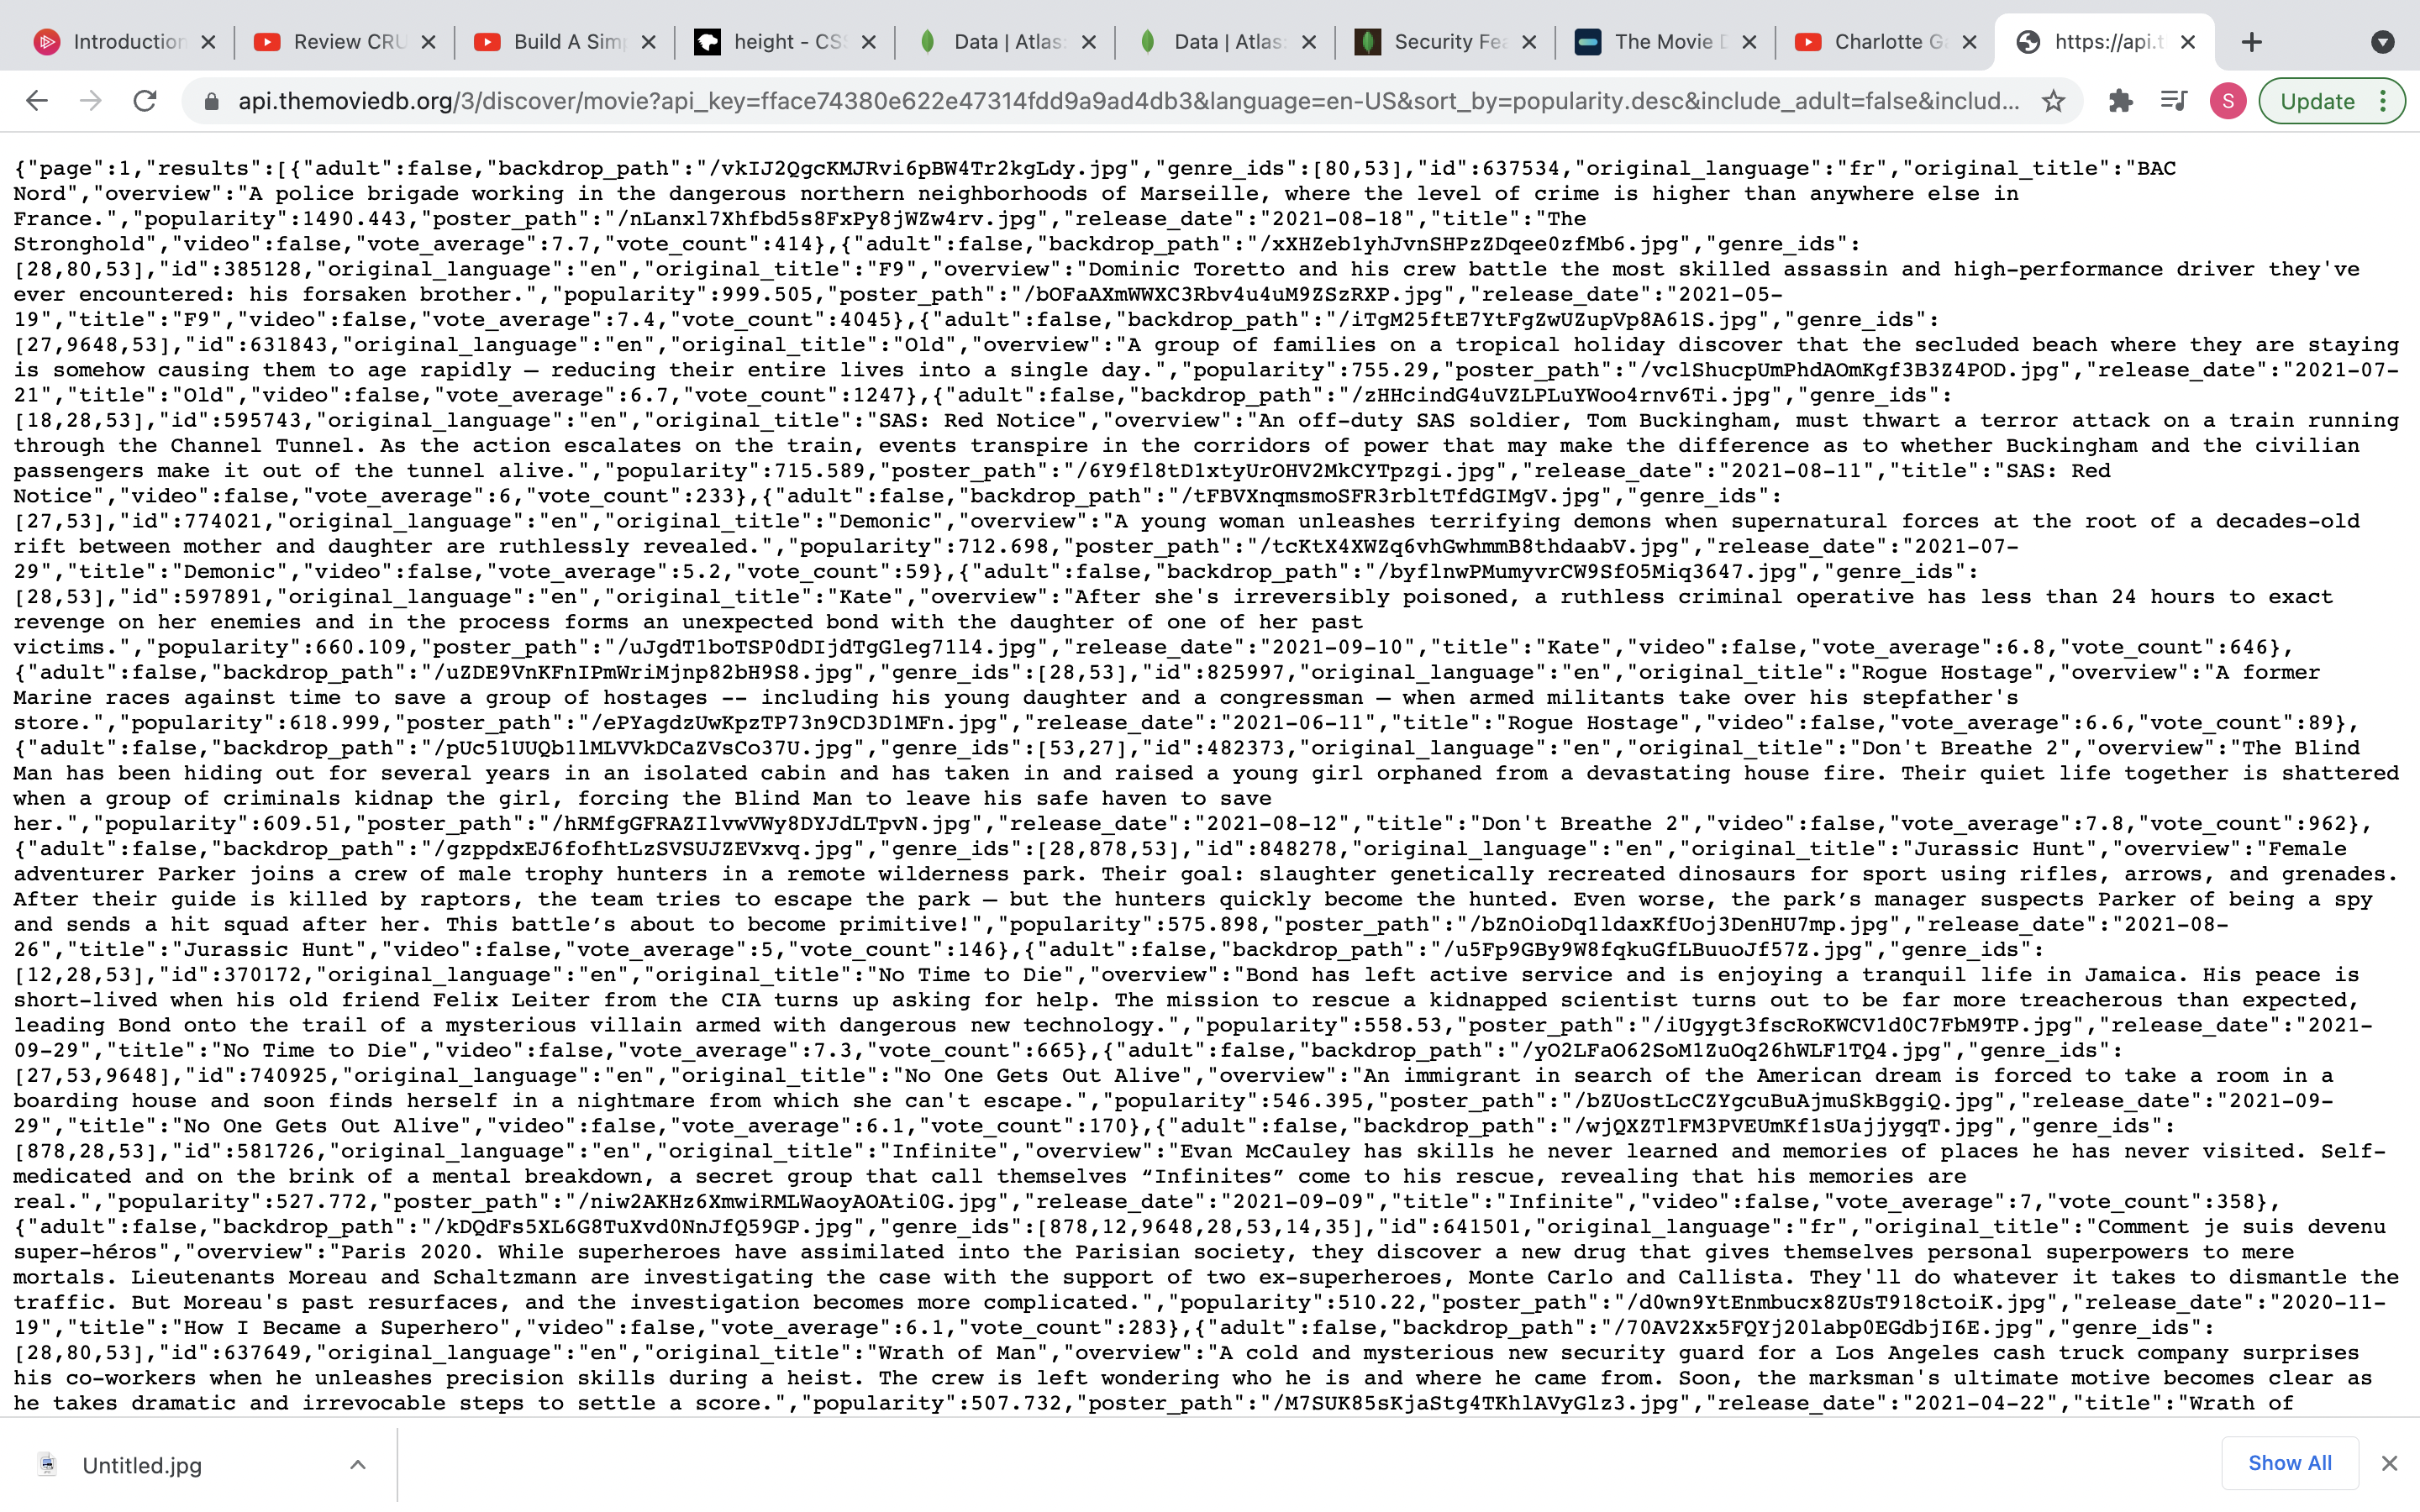 Introduction
Review CRU
Build A Sim
height - CSS
Data | Atlas:
Data | Atlas:
Security Fea
The Movie D
Charlotte Ga
https://api.t
api.themoviedb.org/3/discover/movie?api_key=fface74380e622e47314fdd9a9ad4db3&language=en-US&sort_by=popularity.desc&include_adult=false&includ...
S
Update
{"page":1,"results":[{"adult":false,"backdrop_path":"/vkIJ2QgcKMJRvi6pBW4Tr2kgLdy.jpg","genre_ids":[80,53],"id":637534,"original_language":"fr","original_title":"BAC
Nord","overview":"A police brigade working in the dangerous northern neighborhoods of Marseille, where the level of crime is higher than anywhere else in
France.","popularity":1490.443,"poster_path":"/nLanxl7Xhfbd5s8FxPy8jWZw4rv.jpg","release_date":"2021-08-18","title":"The
Stronghold","video":false,"vote_average":7.7,"vote_count":414},{"adult":false,"backdrop_path":"/xXHZeb1yhJvnSHPzZDqee0zfMb6.jpg","genre_ids":
[28,80,53],"id":385128,"original_language":"en","original_title":"F9","overview":"Dominic Toretto and his crew battle the most skilled assassin and high-performance driver they've
ever encountered: his forsaken brother.","popularity":999.505,"poster_path":"/bOFaAXmWWXC3Rbv4u4uM9ZSzRXP.jpg","release_date":"2021-05-
19","title":"F9","video":false,"vote_average":7.4,"vote_count":4045},{"adult":false,"backdrop_path":"/iTgM25ftE7YtFgZwUZupVp8A61S.jpg","genre_ids":
[27,9648,53],"id":631843,"original_language":"en","original_title":"Old","overview":"A group of families on a tropical holiday discover that the secluded beach where they are staying
is somehow causing them to age rapidly — reducing their entire lives into a single day.","popularity":755.29,"poster_path":"/vclShucpUmPhdAOmKgf3B3Z4POD.jpg","release_date":"2021-07-
21","title":"Old","video":false,"vote_average":6.7,"vote_count":1247},{"adult":false,"backdrop_path":"/zHHcindG4uVZLPLuYWoo4rnv6Ti.jpg","genre_ids":
[18,28,53],"id":595743,"original_language":"en","original_title":"SAS: Red Notice","overview":"An off-duty SAS soldier, Tom Buckingham, must thwart a terror attack on a train running
through the Channel Tunnel. As the action escalates on the train, events transpire in the corridors of power that may make the difference as to whether Buckingham and the civilian
passengers make it out of the tunnel alive.","popularity":715.589,"poster_path":"/6Y9fl8tD1xtyUrOHV2MkCYTpzgi.jpg","release_date":"2021-08-11","title":"SAS: Red
Notice","video":false,"vote_average":6,"vote_count":233},{"adult":false,"backdrop_path":"/tFBVXnqmsmoSFR3rbltTfdGIMgV.jpg","genre_ids":
[27,53],"id":774021,"original_language":"en","original_title":"Demonic","overview":"A young woman unleashes terrifying demons when supernatural forces at the root of a decades-old
rift between mother and daughter are ruthlessly revealed.","popularity":712.698,"poster_path":"/tcKtX4XWZq6vhGwhmmB8thdaabV.jpg","release_date":"2021-07-
29","title":"Demonic","video":false,"vote_average":5.2,"vote_count":59},{"adult":false,"backdrop_path":"/byflnwPMumyvrCW9SfO5Miq3647.jpg","genre_ids":
[28,53],"id":597891,"original_language":"en","original_title":"Kate","overview":"After she's irreversibly poisoned, a ruthless criminal operative has less than 24 hours to exact
revenge on her enemies and in the process forms an unexpected bond with the daughter of one of her past
victims.","popularity":660.109,"poster_path":"/uJgdT1boTSP0dDIjdTgGleg71l4.jpg","release_date":"2021-09-10","title":"Kate","video":false,"vote_average":6.8,"vote_count":646},
{"adult":false,"backdrop_path":"/uZDE9VnKFnIPmWriMjnp82bH9S8.jpg","genre_ids":[28,53],"id":825997,"original_language":"en","original_title":"Rogue Hostage","overview":"A former
Marine races against time to save a group of hostages -- including his young daughter and a congressman — when armed militants take over his stepfather's
store.","popularity":618.999,"poster_path":"/ePYagdzUwKpzTP73n9CD3D1MFn.jpg","release_date":"2021-06-11","title":"Rogue Hostage","video":false,"vote_average":6.6,"vote_count":89},
{"adult":false,"backdrop_path":"/pUc51UUQb1lMLVVkDCaZVsCo37U.jpg","genre_ids":[53,27],"id":482373,"original_language":"en","original_title":"Don't Breathe 2","overview":"The Blind
Man has been hiding out for several years in an isolated cabin and has taken in and raised a young girl orphaned from a devastating house fire. Their quiet life together is shattered
when a group of criminals kidnap the girl, forcing the Blind Man to leave his safe haven to save
her.","popularity":609.51,"poster_path":"/hRMfgGFRAZIlvwVWy8DYJdLTpvN.jpg","release_date":"2021-08-12","title":"Don't Breathe 2","video":false,"vote_average":7.8,"vote_count":962},
{"adult":false,"backdrop_path":"/gzppdxEJ6fofhtLzSVSUJZEVxvq.jpg","genre_ids":[28,878,53],"id":848278,"original_language":"en","original_title":"Jurassic Hunt","overview":"Female
adventurer Parker joins a crew of male trophy hunters in a remote wilderness park. Their goal: slaughter genetically recreated dinosaurs for sport using rifles, arrows, and grenades.
After their guide is killed by raptors, the team tries to escape the park — but the hunters quickly become the hunted. Even worse, the park’s manager suspects Parker of being a spy
and sends a hit squad after her. This battle’s about to become primitive!","popularity":575.898,"poster_path":"/bZnOioDq1ldaxKfUoj3DenHU7mp.jpg","release_date":"2021-08-
26","title":"Jurassic Hunt","video":false,"vote_average":5,"vote_count":146},{"adult":false,"backdrop_path":"/u5Fp9GBy9W8fqkuGfLBuuoJf57Z.jpg","genre_ids":
[12,28,53],"id":370172,"original_language":"en","original_title":"No Time to Die","overview":"Bond has left active service and is enjoying a tranquil life in Jamaica. His peace is
short-lived when his old friend Felix Leiter from the CIA turns up asking for help. The mission to rescue a kidnapped scientist turns out to be far more treacherous than expected,
leading Bond onto the trail of a mysterious villain armed with dangerous new technology.","popularity":558.53,"poster_path":"/iUgygt3fscRoKWCV1d0C7FbM9TP.jpg","release_date":"2021-
09-29","title":"No Time to Die","video":false,"vote_average":7.3,"vote_count":665},{"adult":false,"backdrop_path":"/yO2LFaO62SoM1ZuOq26hWLF1TQ4.jpg","genre_ids":
[27,53,9648],"id":740925,"original_language":"en","original_title":"No One Gets Out Alive","overview":"An immigrant in search of the American dream is forced to take a room in a
boarding house and soon finds herself in a nightmare from which she can't escape.","popularity":546.395,"poster_path":"/bZUostLcCZYgcuBuAjmuSkBggiQ.jpg","release_date":"2021-09-
29","title":"No One Gets Out Alive","video":false,"vote_average":6.1,"vote_count":170},{"adult":false,"backdrop_path":"/wjQXZTlFM3PVEUmKf1sUajjygqT.jpg","genre_ids":
[878,28,53],"id":581726,"original_language":"en","original_title":"Infinite","overview":"Evan McCauley has skills he never learned and memories of places he has never visited. Self-
medicated and on the brink of a mental breakdown, a secret group that call themselves “Infinites” come to his rescue, revealing that his memories are
real.","popularity":527.772,"poster_path":"/niw2AKHz6XmwiRMLWaoyAOAti0G.jpg","release_date":"2021-09-09","title":"Infinite","video":false,"vote_average":7,"vote_count":358},
{"adult":false,"backdrop_path":"/kDQdFs5XL6G8TuXvd0NnJfQ59GP.jpg","genre_ids":[878,12,9648,28,53,14,35],"id":641501,"original_language":"fr","original_title":"Comment je suis devenu
super-héros","overview":"Paris 2020. While superheroes have assimilated into the Parisian society, they discover a new drug that gives themselves personal superpowers to mere
mortals. Lieutenants Moreau and Schaltzmann are investigating the case with the support of two ex-superheroes, Monte Carlo and Callista. They'll do whatever it takes to dismantle the
traffic. But Moreau's past resurfaces, and the investigation becomes more complicated.","popularity":510.22,"poster_path":"/d0wn9YtEnmbucx8ZUsT918ctoiK.jpg","release_date":"2020-11-
19","title":"How I Became a Superhero","video":false,"vote_average":6.1,"vote_count":283},{"adult":false,"backdrop_path":"/70AV2Xx5FQYj20labp0EGdbjI6E.jpg","genre_ids":
[28,80,53],"id":637649,"original_language":"en","original_title":"Wrath of Man","overview":"A cold and mysterious new security guard for a Los Angeles cash truck company surprises
his co-workers when he unleashes precision skills during a heist. The crew is left wondering who he is and where he came from. Soon, the marksman's ultimate motive becomes clear as
he takes dramatic and irrevocable steps to settle a score.","popularity":507.732,"poster_path":"/M7SUK85sKjaStg4TKhlAVyGlz3.jpg","release_date":"2021-04-22","title":"Wrath of
Untitled.jpg
Show All